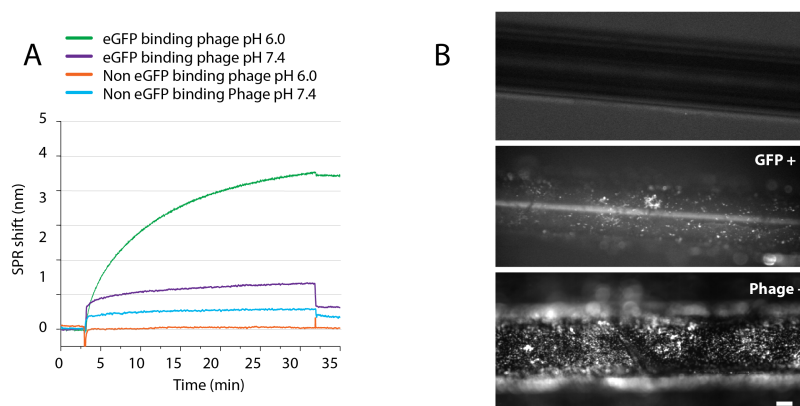 A
eGFP binding phage pH 6.0
eGFP binding phage pH 7.4
Non eGFP binding phage pH 6.0
Non eGFP binding Phage pH 7.4
5
4
3
2
2
1
0
SPR shift (nm)
0
5
10
15
20
25
30
35
Time (min)
B
GFP +
Phage -